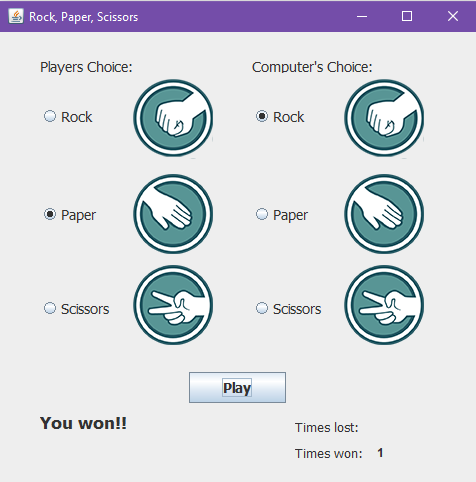 Rock, Paper, Scissors
Players Choice: Computer's Choice:
Rock Rock
Paper Paper
Scissors Scissors
Play
You won!!
Times lost:
Times won: 1